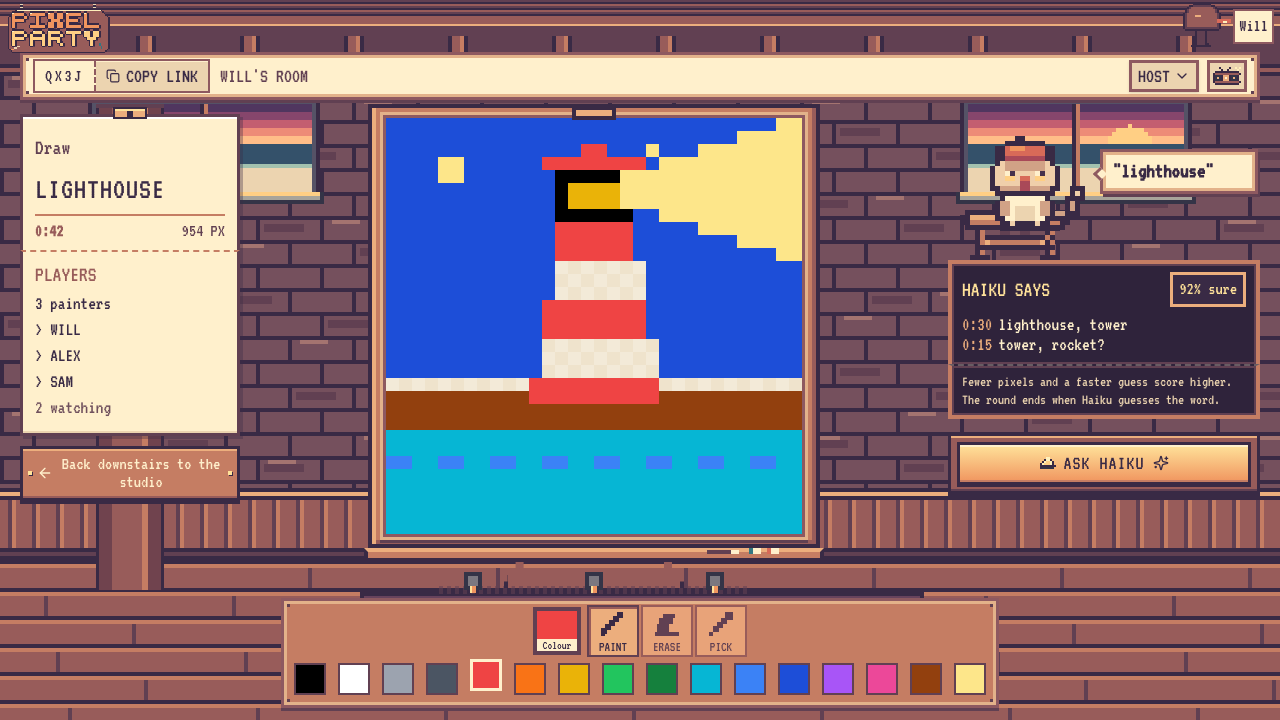 PIXEL
PARTY
Will
QX3J
COPY LINK
WILL'S ROOM
HOST
Draw
LIGHTHOUSE
0:42
954 PX
PLAYERS
3 painters
WILL
ALEX
SAM
2 watching
Back downstairs to the
studio
"lighthouse"
HAIKU SAYS
92% sure
0:30 lighthouse, tower
0:15 tower, rocket?
Fewer pixels and a faster guess score higher.
The round ends when Haiku guesses the word.
ASK HAIKU
Colour
PAINT
ERASE
PICK